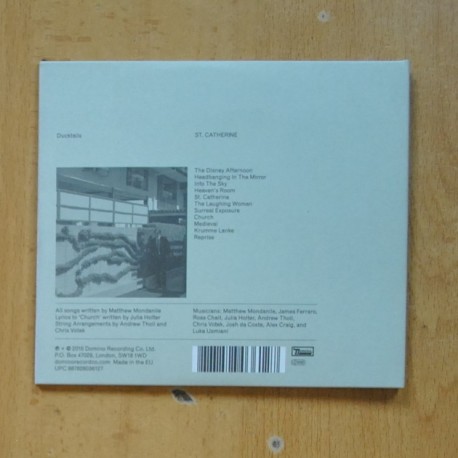 Ducktails
ST. CATHERINE
The Disney Afternoon
Headbanging In The Mirror
Into The Sky
Heaven's Room
St. Catherine
The Laughing Woman
Surreal Exposure
Church
Medieval
Krumme Lanke
Reprise
All songs written by Matthew Mondanile
Lyrics to 'Church' written by Julia Holter
String Arrangements by Andrew Tholl and
Chris Votek
Musicians: Matthew Mondanile, James Ferraro,
Ross Chait, Julia Holter, Andrew Tholl,
Chris Votek, Josh da Costa, Alex Craig, and
Luka Usmiani
℗ + © 2015 Domino Recording Co. Ltd.
P.O. Box 47029, London, SW18 1WD
dominorecordco.com Made in the EU
UPC